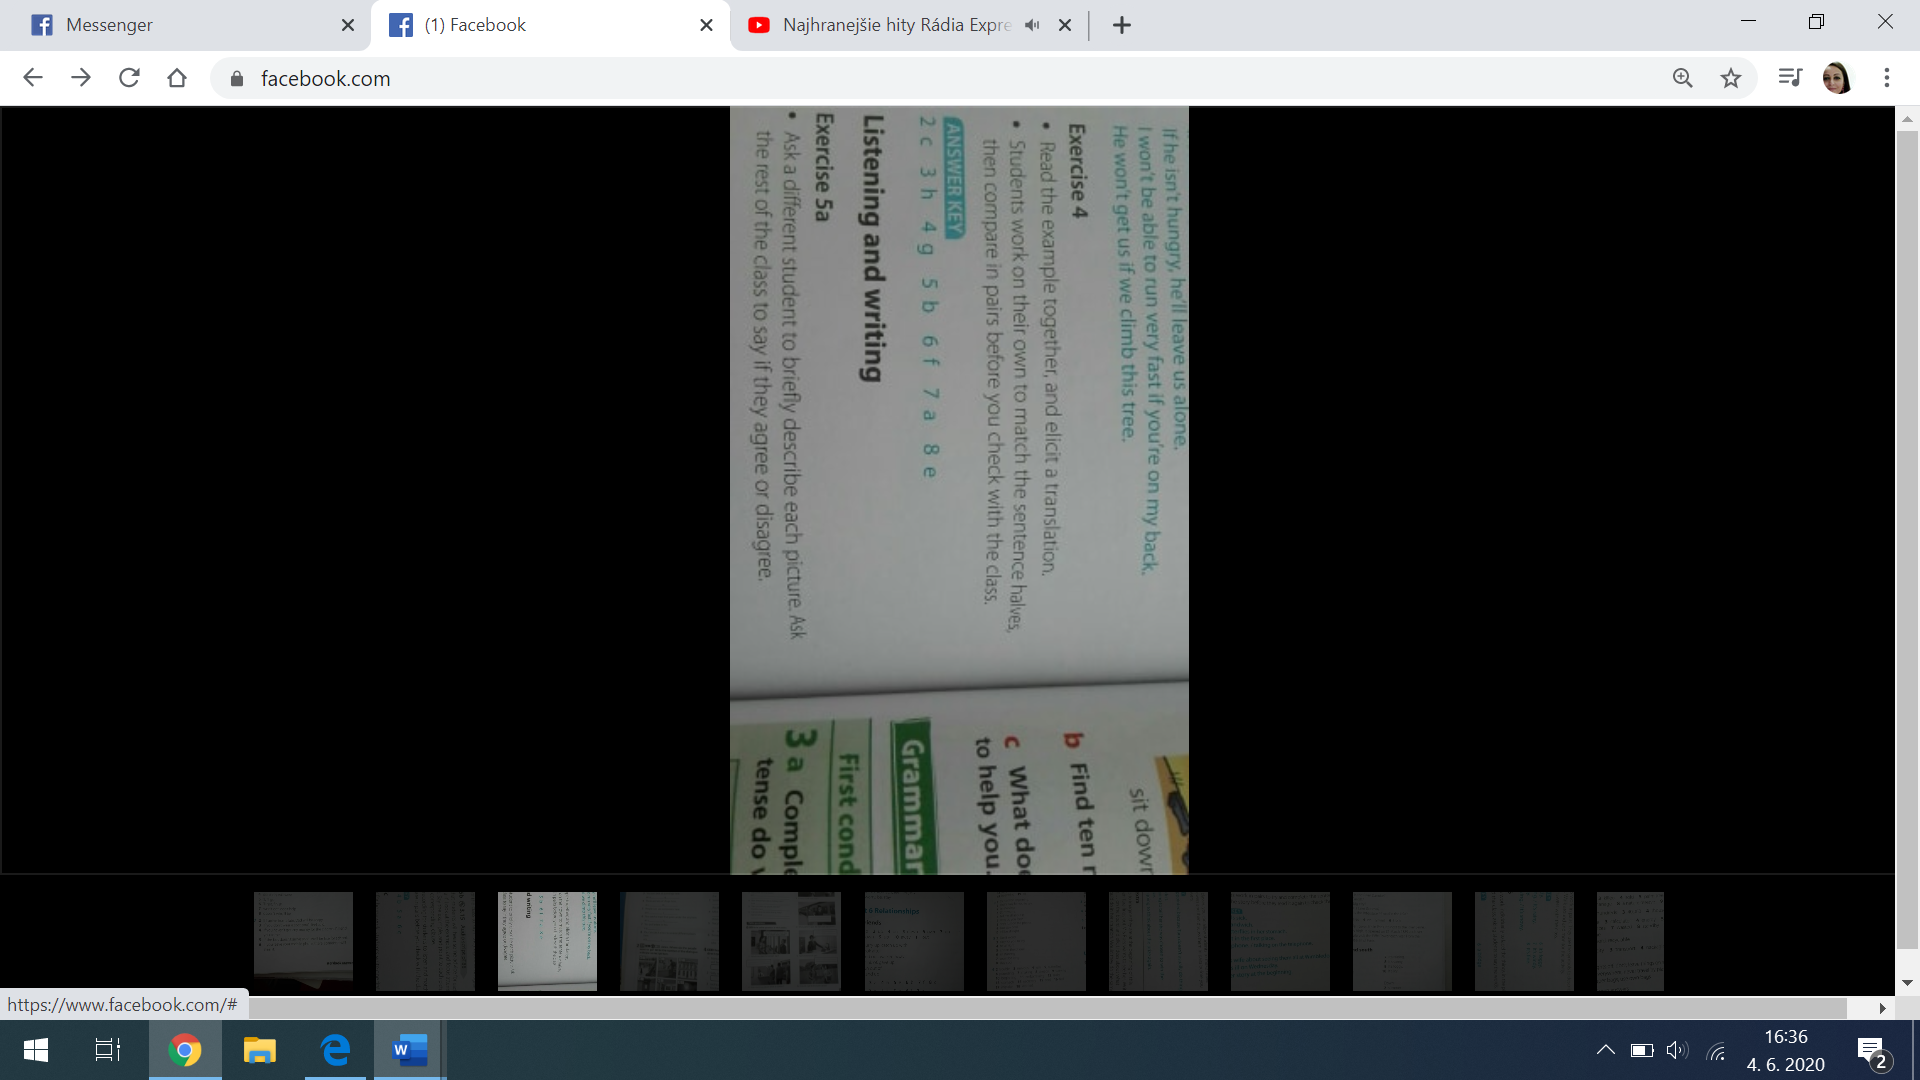 Messenger
(1) Facebook
Najhranejšie hity Rádia Expre
facebook.com
If he isn't hungry, he'll leave us alone.
I won't be able to run very fast if you're on my back.
He won't get us if we climb this tree.
Exercise 4
• Read the example together, and elicit a translation.
• Students work on their own to match the sentence halves,
then compare in pairs before you check with the class.
ANSWER KEY
2 c 3 h 4 g 5 b 6 f 7 a 8 e
Listening and writing
Exercise 5a
• Ask a different student to briefly describe each picture. Ask
the rest of the class to say if they agree or disagree.
sit down
b Find ten
c What do
to help you.
Grammar
First cond
3 a Comple
tense do
https://www.facebook.com/#
16:36
4. 6. 2020
2